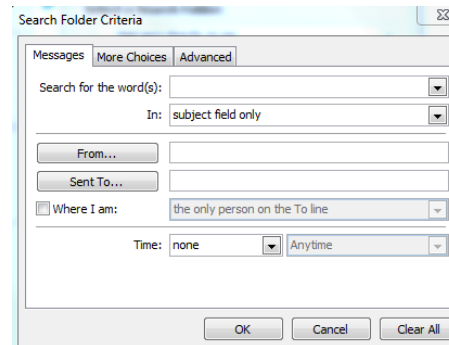 Search Folder Criteria
Messages More Choices Advanced
Search for the word(s):
In: subject field only
From...
Sent To...
Where I am: the only person on the To line
Time: none Anytime
OK Cancel Clear All